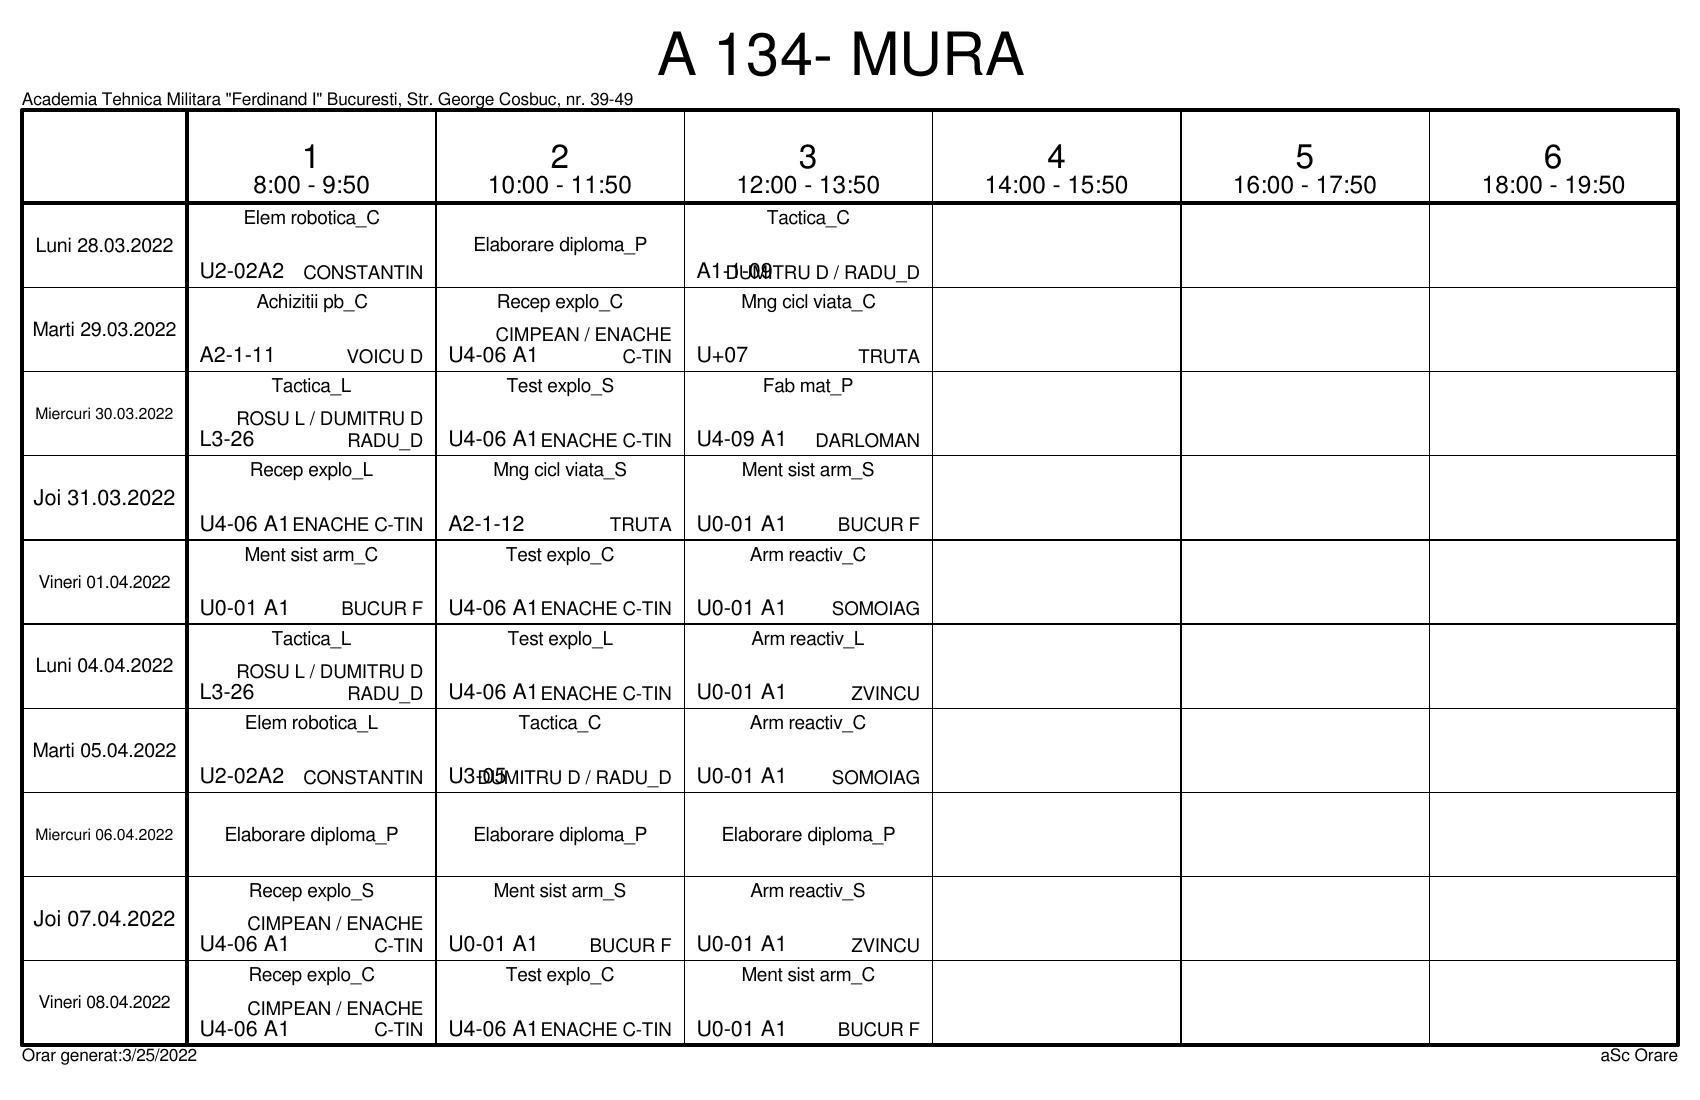 A 134- MURA
Academia Tehnica Militara "Ferdinand I" Bucuresti, Str. George Cosbuc, nr. 39-49
1 2 3 4 5 6
8:00 - 9:50 10:00 - 11:50 12:00 - 13:50 14:00 - 15:50 16:00 - 17:50 18:00 - 19:50
Luni 28.03.2022
Elem robotica_C
U2-02A2 CONSTANTIN
Elaborare diploma_P
Tactica_C
A1-1-09 DUMITRU D / RADU_D
Marti 29.03.2022
Achizitii pb_C
A2-1-11 VOICU D
Recep explo_C
CIMPEAN / ENACHE
U4-06 A1 C-TIN
Mng cicl viata_C
U+07 TRUTA
Miercuri 30.03.2022
Tactica_L
ROSU L / DUMITRU D
L3-26 RADU_D
Test explo_S
U4-06 A1 ENACHE C-TIN
Fab mat_P
U4-09 A1 DARLOMAN
Joi 31.03.2022
Recep explo_L
U4-06 A1 ENACHE C-TIN
Mng cicl viata_S
A2-1-12 TRUTA
Ment sist arm_S
U0-01 A1 BUCUR F
Vineri 01.04.2022
Ment sist arm_C
U0-01 A1 BUCUR F
Test explo_C
U4-06 A1 ENACHE C-TIN
Arm reactiv_C
U0-01 A1 SOMOIAG
Luni 04.04.2022
Tactica_L
ROSU L / DUMITRU D
L3-26 RADU_D
Test explo_L
U4-06 A1 ENACHE C-TIN
Arm reactiv_L
U0-01 A1 ZVINCU
Marti 05.04.2022
Elem robotica_L
U2-02A2 CONSTANTIN
Tactica_C
U3-05 DUMITRU D / RADU_D
Arm reactiv_C
U0-01 A1 SOMOIAG
Miercuri 06.04.2022
Elaborare diploma_P
Elaborare diploma_P
Elaborare diploma_P
Joi 07.04.2022
Recep explo_S
CIMPEAN / ENACHE
U4-06 A1 C-TIN
Ment sist arm_S
U0-01 A1 BUCUR F
Arm reactiv_S
U0-01 A1 ZVINCU
Vineri 08.04.2022
Recep explo_C
CIMPEAN / ENACHE
U4-06 A1 C-TIN
Test explo_C
U4-06 A1 ENACHE C-TIN
Ment sist arm_C
U0-01 A1 BUCUR F
Orar generat:3/25/2022
aSc Orare